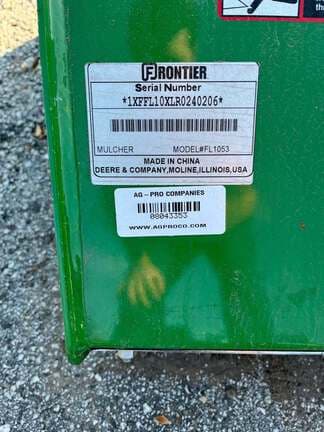 the
FRONTIER
Serial Number
*1XFFL10XLR0240206*
MULCHER MODEL#FL1053
MADE IN CHINA
DEERE & COMPANY,MOLINE,ILLINOIS,USA
AG-PRO COMPANIES
08043353
WWW.AGPROCO.COM